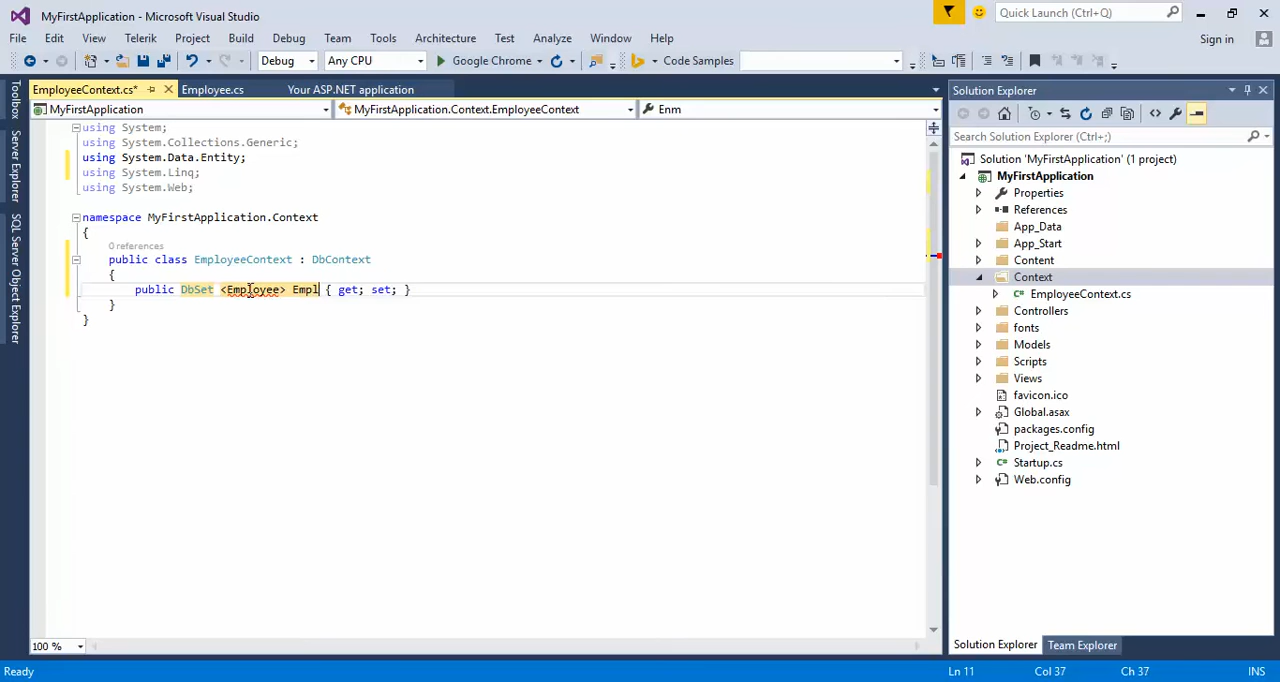 MyFirstApplication - Microsoft Visual Studio
Quick Launch (Ctrl+Q)
File Edit View Telerik Project Build Debug Team Tools Architecture Test Analyze Window Help
Sign in
Debug Any CPU Google Chrome Code Samples
EmployeeContext.cs* Employee.cs Your ASP.NET application
Solution Explorer
MyFirstApplication MyFirstApplication.Context.EmployeeContext Enm
Toolbox
Server Explorer
SQL Server Object Explorer
using System;
using System.Collections.Generic;
using System.Data.Entity;
using System.Linq;
using System.Web;
namespace MyFirstApplication.Context
{
0 references
public class EmployeeContext : DbContext
{
public DbSet <Employee> Empl { get; set; }
}
}
Search Solution Explorer (Ctrl+;)
Solution 'MyFirstApplication' (1 project)
MyFirstApplication
Properties
References
App_Data
App_Start
Content
Context
EmployeeContext.cs
Controllers
fonts
Models
Scripts
Views
favicon.ico
Global.asax
packages.config
Project_Readme.html
Startup.cs
Web.config
100 %
Solution Explorer Team Explorer
Ready Ln 11 Col 37 Ch 37 INS